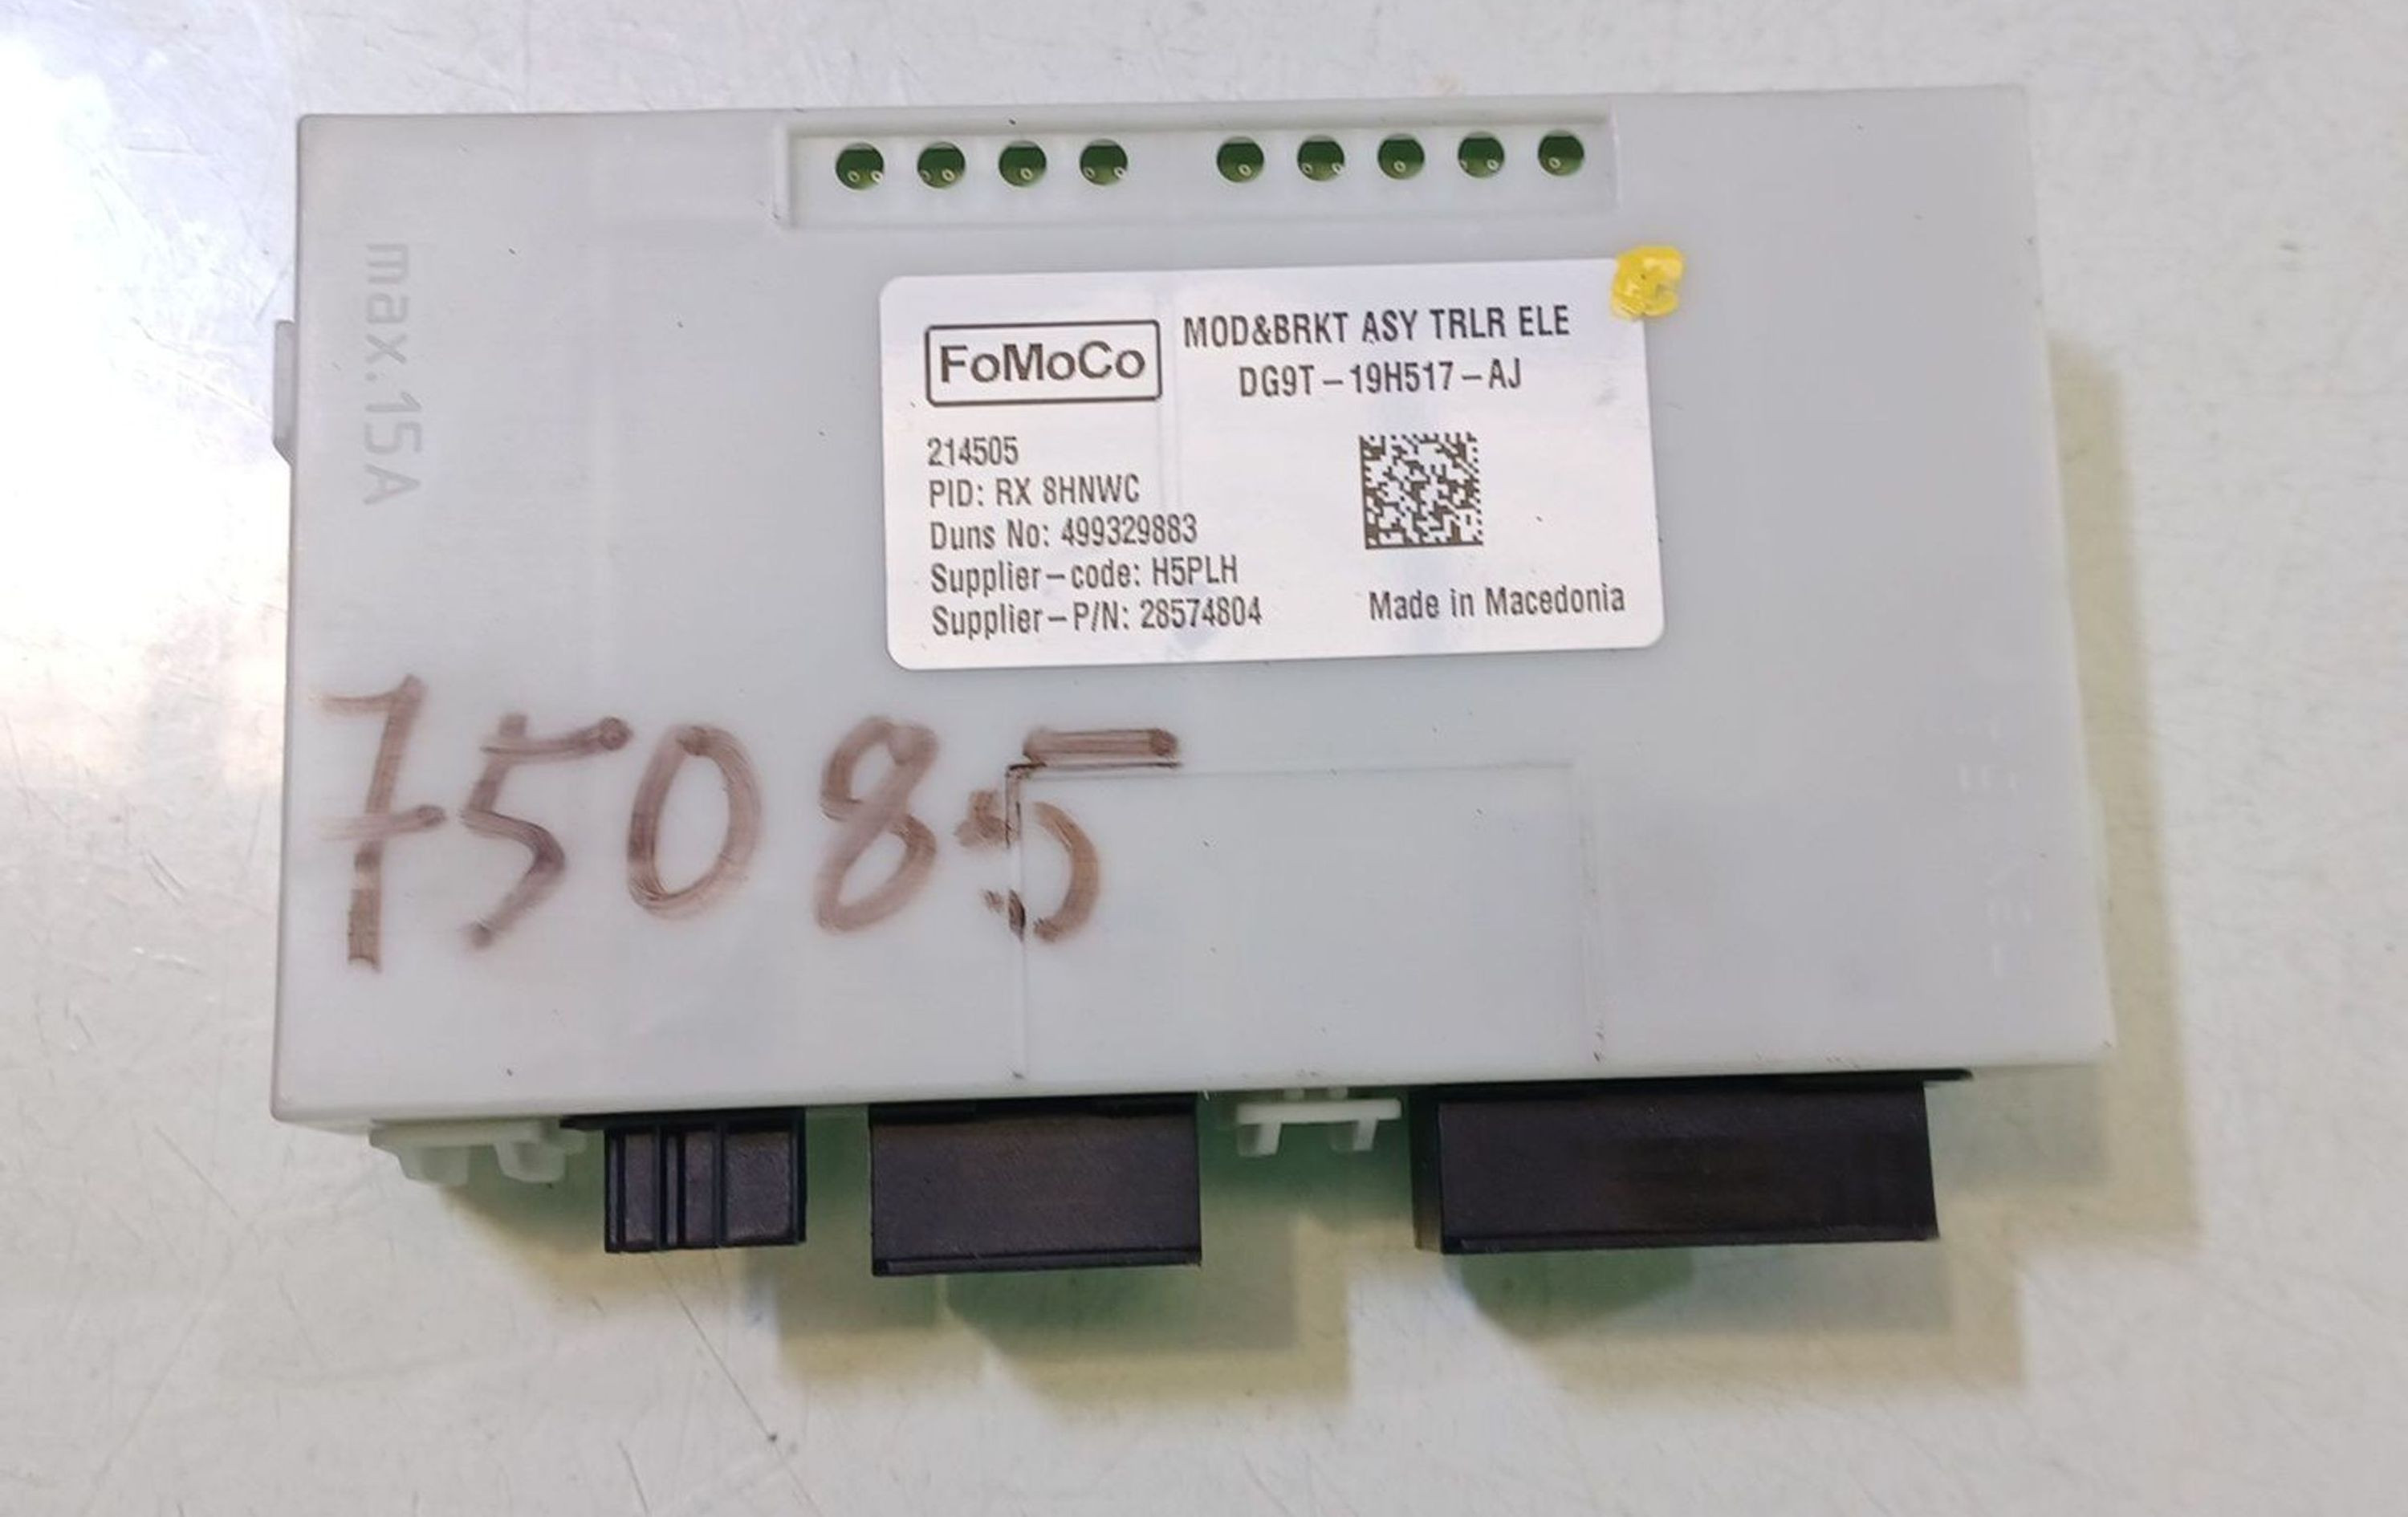 max.15A
FoMoCo
MOD&BRKT ASY TRLR ELE
DG9T-19H517-AJ
214505
PID: RX 8HNWC
Duns No: 499329883
Supplier-code: H5PLH
Supplier-P/N: 28574804
Made in Macedonia
75085